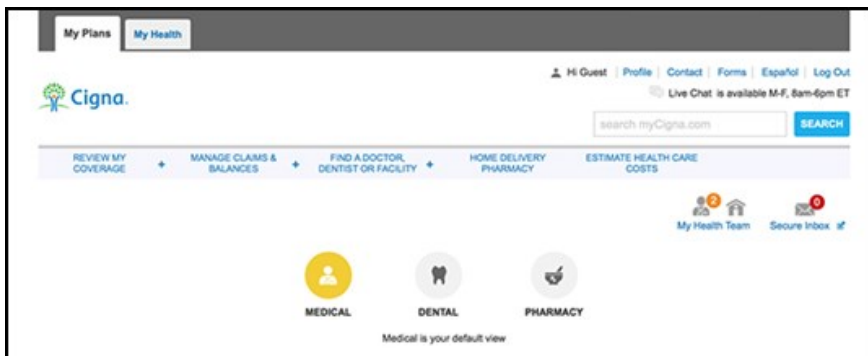 My Plans My Health
Hi Guest | Profile | Contact | Forms | Español | Log Out
Live Chat is available M-F, 8am-6pm ET
Cigna.
search myCigna.com SEARCH
REVIEW MY COVERAGE + MANAGE CLAIMS & BALANCES + FIND A DOCTOR, DENTIST OR FACILITY + HOME DELIVERY PHARMACY ESTIMATE HEALTH CARE COSTS
2 0
My Health Team Secure Inbox
MEDICAL DENTAL PHARMACY
Medical is your default view